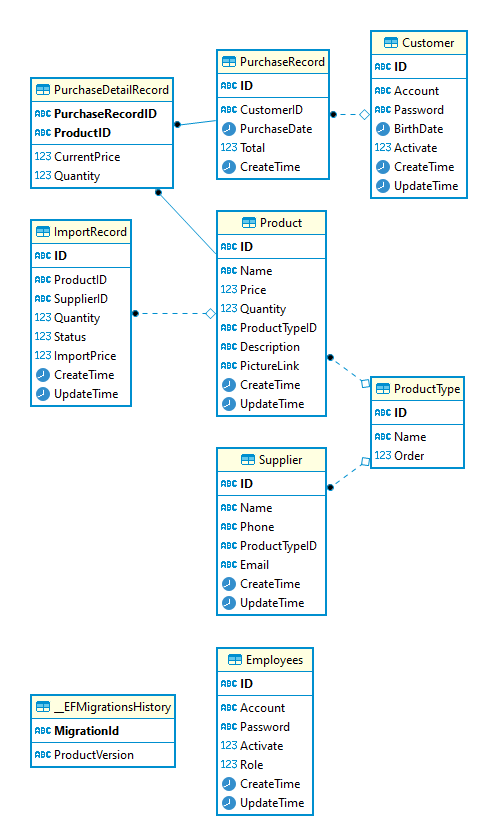 PurchaseDetailRecord
ABC PurchaseRecordID
ABC ProductID
123 CurrentPrice
123 Quantity
PurchaseRecord
ABC ID
ABC CustomerID
PurchaseDate
123 Total
CreateTime
Customer
ABC ID
ABC Account
ABC Password
BirthDate
123 Activate
CreateTime
UpdateTime
ImportRecord
ABC ID
ABC ProductID
ABC SupplierID
123 Quantity
123 Status
123 ImportPrice
CreateTime
UpdateTime
Product
ABC ID
ABC Name
123 Price
123 Quantity
ABC ProductTypeID
ABC Description
ABC PictureLink
CreateTime
UpdateTime
ProductType
ABC ID
ABC Name
123 Order
Supplier
ABC ID
ABC Name
ABC Phone
ABC ProductTypeID
ABC Email
CreateTime
UpdateTime
__EFMigrationsHistory
ABC MigrationId
ABC ProductVersion
Employees
ABC ID
ABC Account
ABC Password
123 Activate
123 Role
CreateTime
UpdateTime